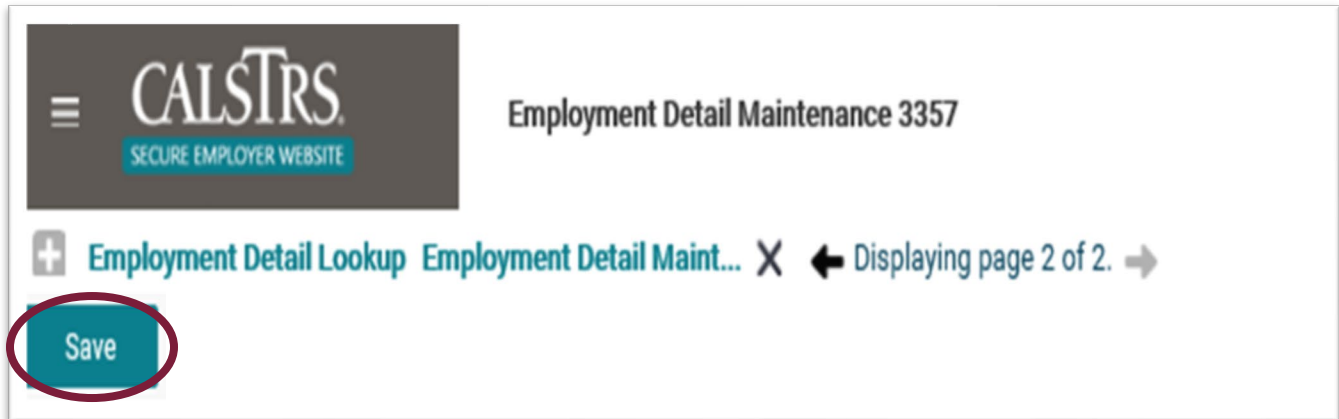 CALSTRS.
SECURE EMPLOYER WEBSITE
Employment Detail Maintenance 3357
Employment Detail Lookup Employment Detail Maint... X Displaying page 2 of 2.
Save